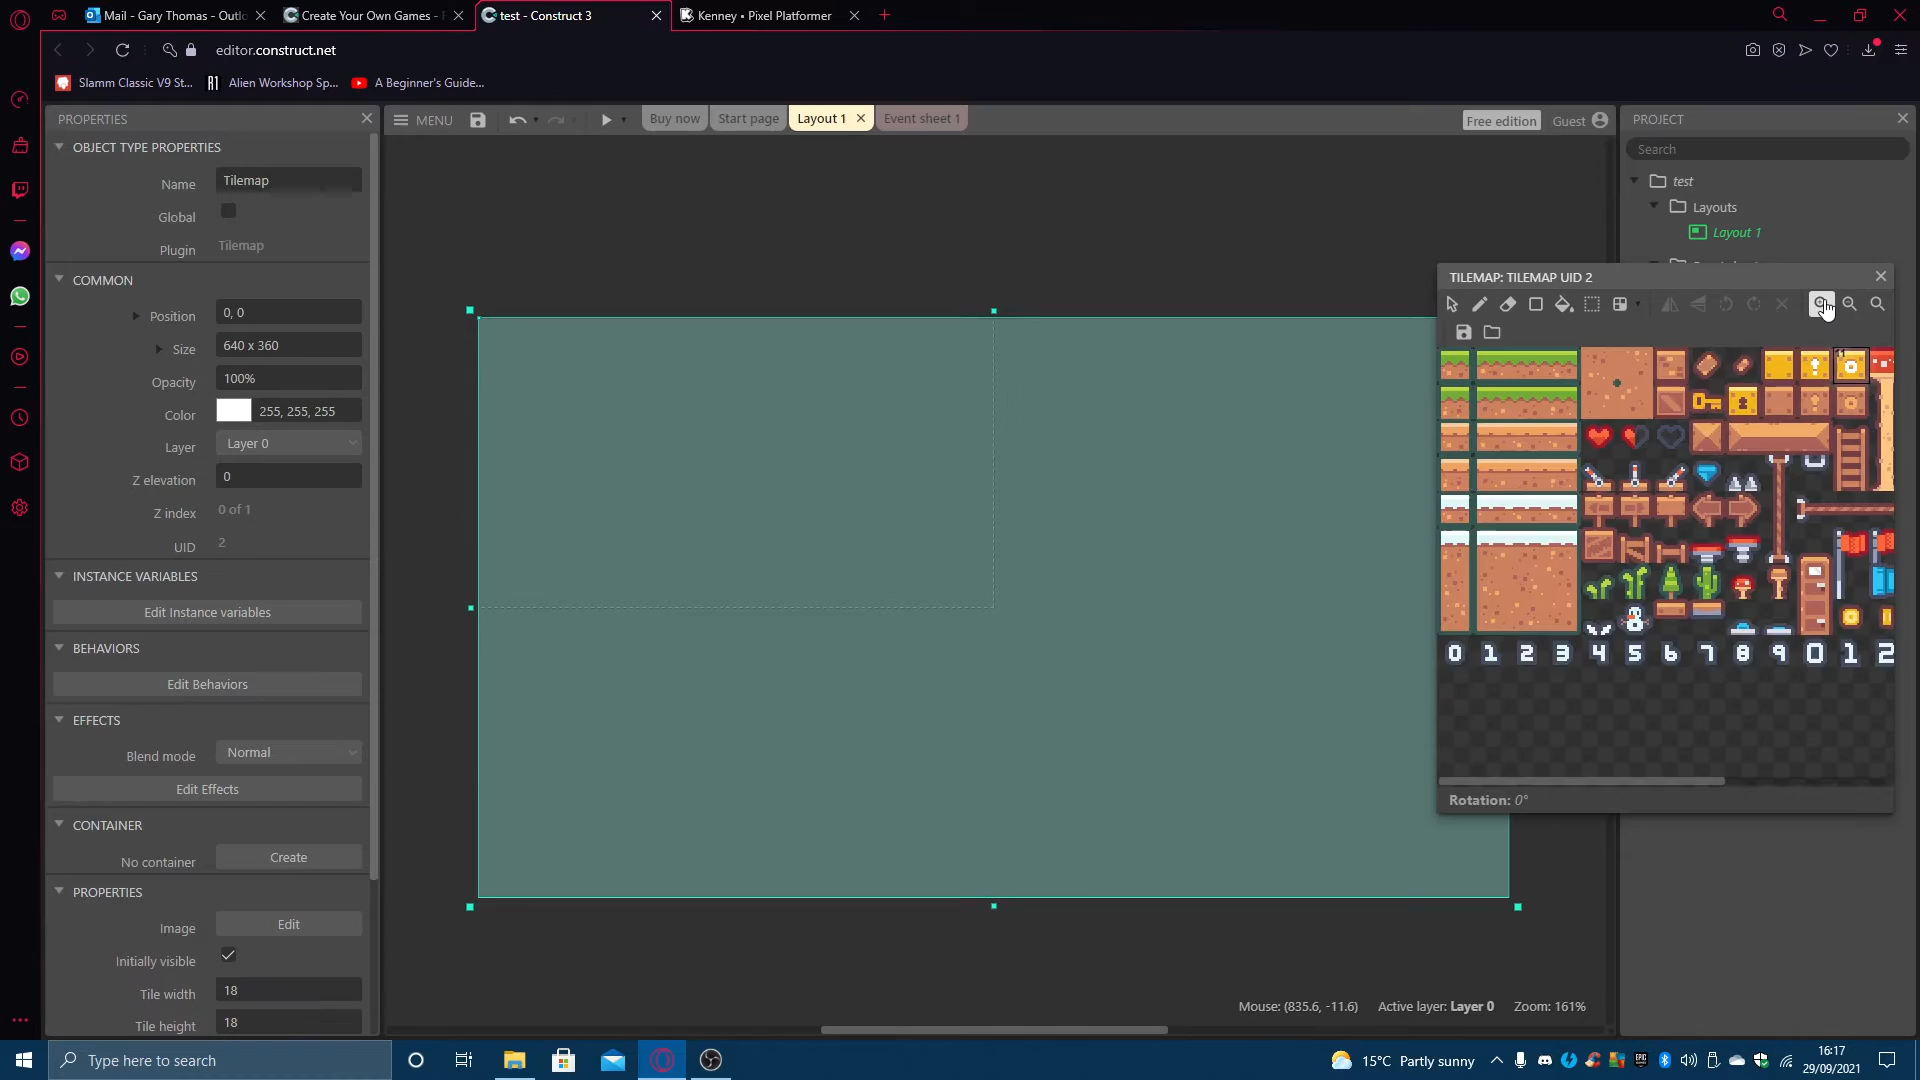 Mail - Gary Thomas - Outlo
Create Your Own Games -
test - Construct 3
Kenney • Pixel Platformer
editor.construct.net
Slamm Classic V9 St...
Alien Workshop Sp...
A Beginner's Guide...
PROPERTIES
MENU
Buy now
Start page
Layout 1
Event sheet 1
Free edition
Guest
PROJECT
OBJECT TYPE PROPERTIES
Search
Name
Tilemap
test
Global
Layouts
Plugin
Tilemap
Layout 1
COMMON
TILEMAP: TILEMAP UID 2
Position
0, 0
Size
640 x 360
Opacity
100%
Color
255, 255, 255
Layer
Layer 0
Z elevation
0
Z index
0 of 1
UID
2
INSTANCE VARIABLES
Edit Instance variables
BEHAVIORS
Edit Behaviors
EFFECTS
Blend mode
Normal
Edit Effects
CONTAINER
No container
Create
PROPERTIES
Image
Edit
Initially visible
Tile width
18
Tile height
18
11
0 1 2 3 4 5 6 7 8 9 0 1 2
Rotation: 0°
Mouse: (835.6, -11.6)
Active layer: Layer 0
Zoom: 161%
Type here to search
15°C Partly sunny
16:17
29/09/2021